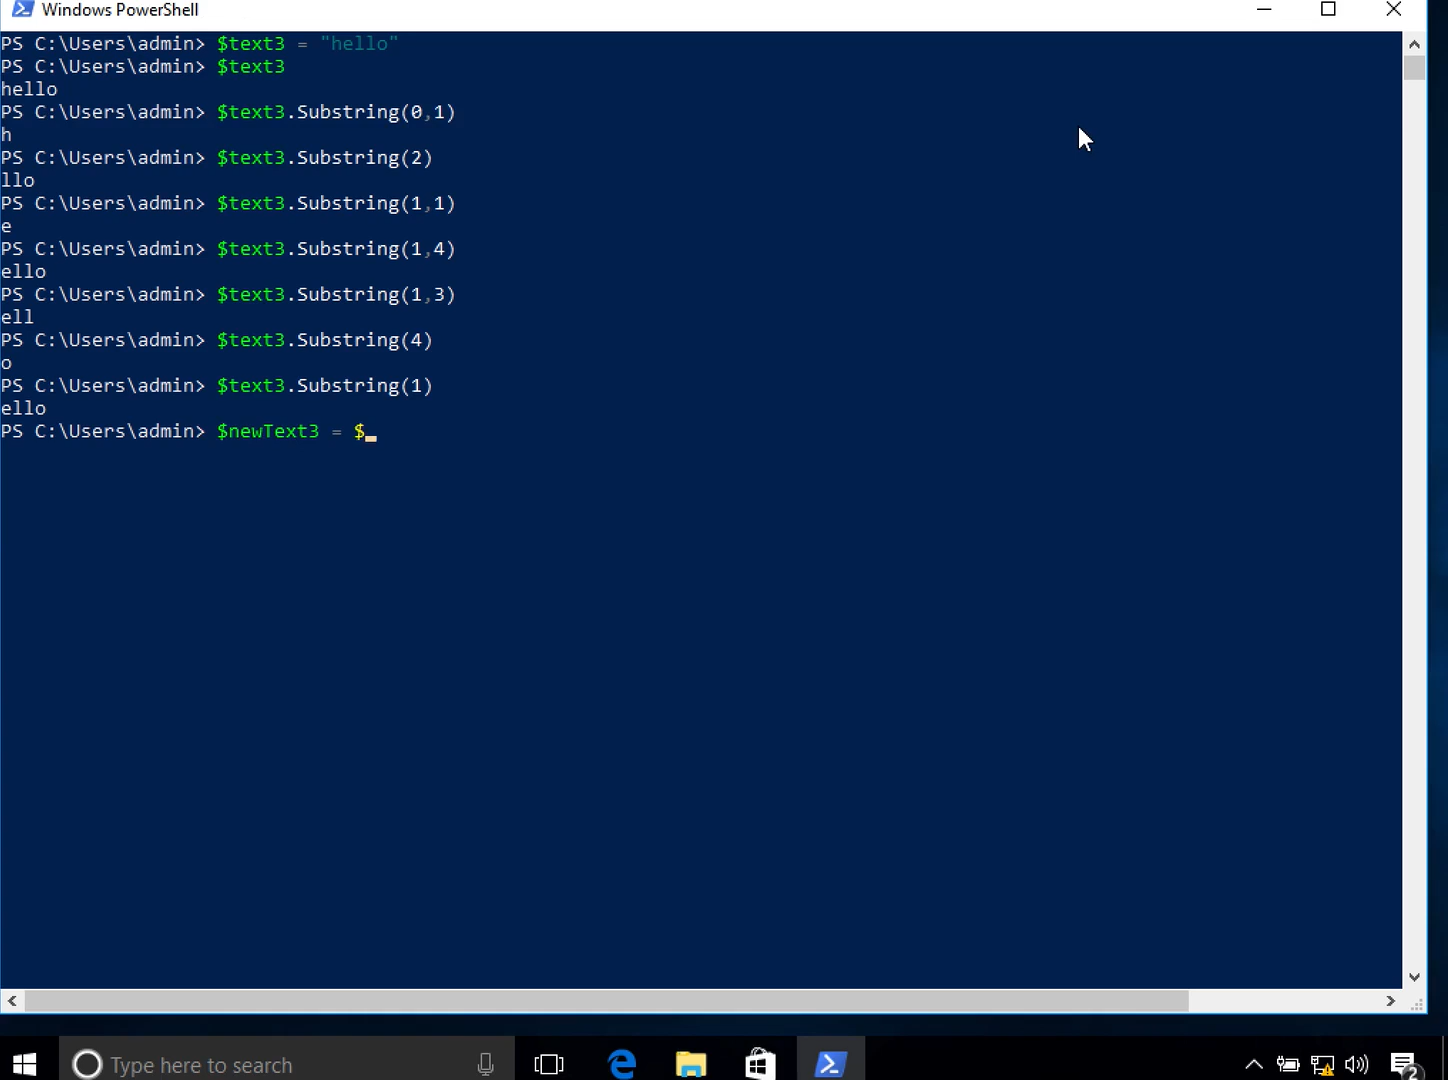 Windows PowerShell
PS C:\Users\admin> $text3 = "hello"
PS C:\Users\admin> $text3
hello
PS C:\Users\admin> $text3.Substring(0,1)
h
PS C:\Users\admin> $text3.Substring(2)
llo
PS C:\Users\admin> $text3.Substring(1,1)
e
PS C:\Users\admin> $text3.Substring(1,4)
ello
PS C:\Users\admin> $text3.Substring(1,3)
ell
PS C:\Users\admin> $text3.Substring(4)
o
PS C:\Users\admin> $text3.Substring(1)
ello
PS C:\Users\admin> $newText3 = $_
Type here to search
2